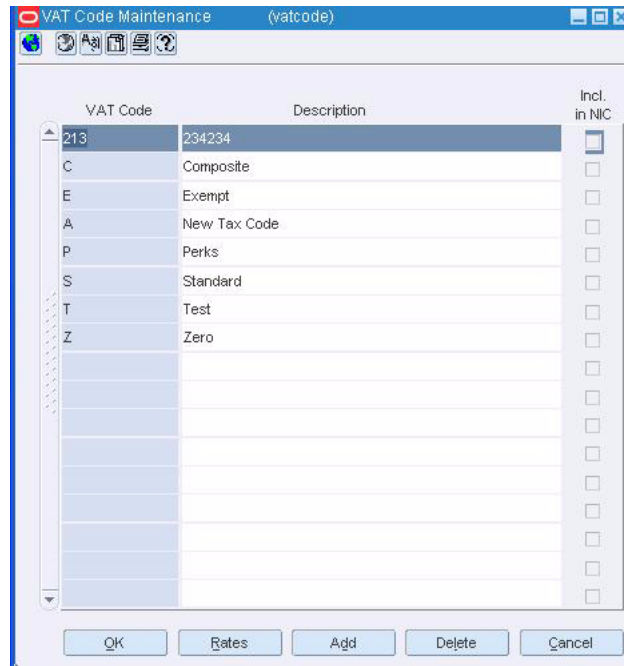 VAT Code Maintenance (vatcode)
VAT Code Description Incl. in NIC
213 234234
C Composite
E Exempt
A New Tax Code
P Perks
S Standard
T Test
Z Zero
OK Rates Add Delete Cancel